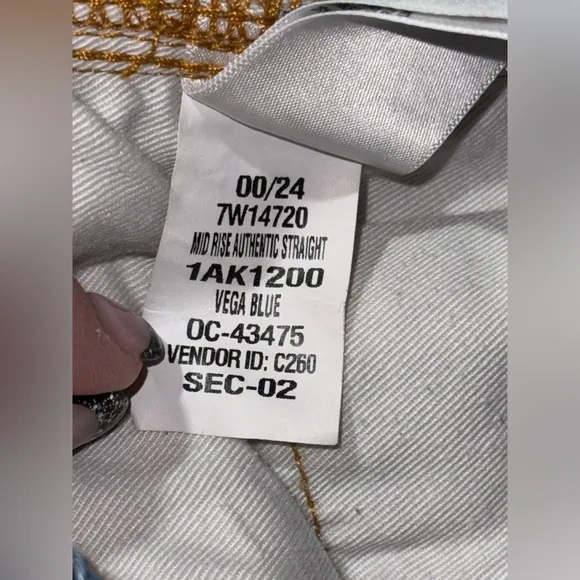 00/24
7W14720
MID RISE AUTHENTIC STRAIGHT
1AK1200
VEGA BLUE
OC-43475
VENDOR ID: C260
SEC-02